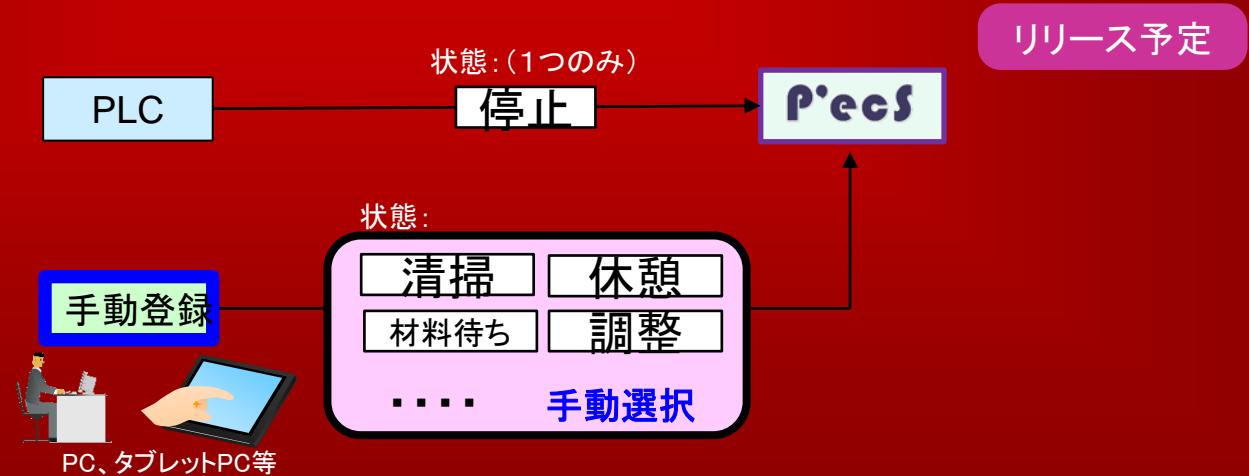 リリース予定
状態：（１つのみ）
PLC
停止
P'ecS
状態：
清掃
休憩
手動登録
材料待ち
調整
・・・・
手動選択
PC、タブレットPC等